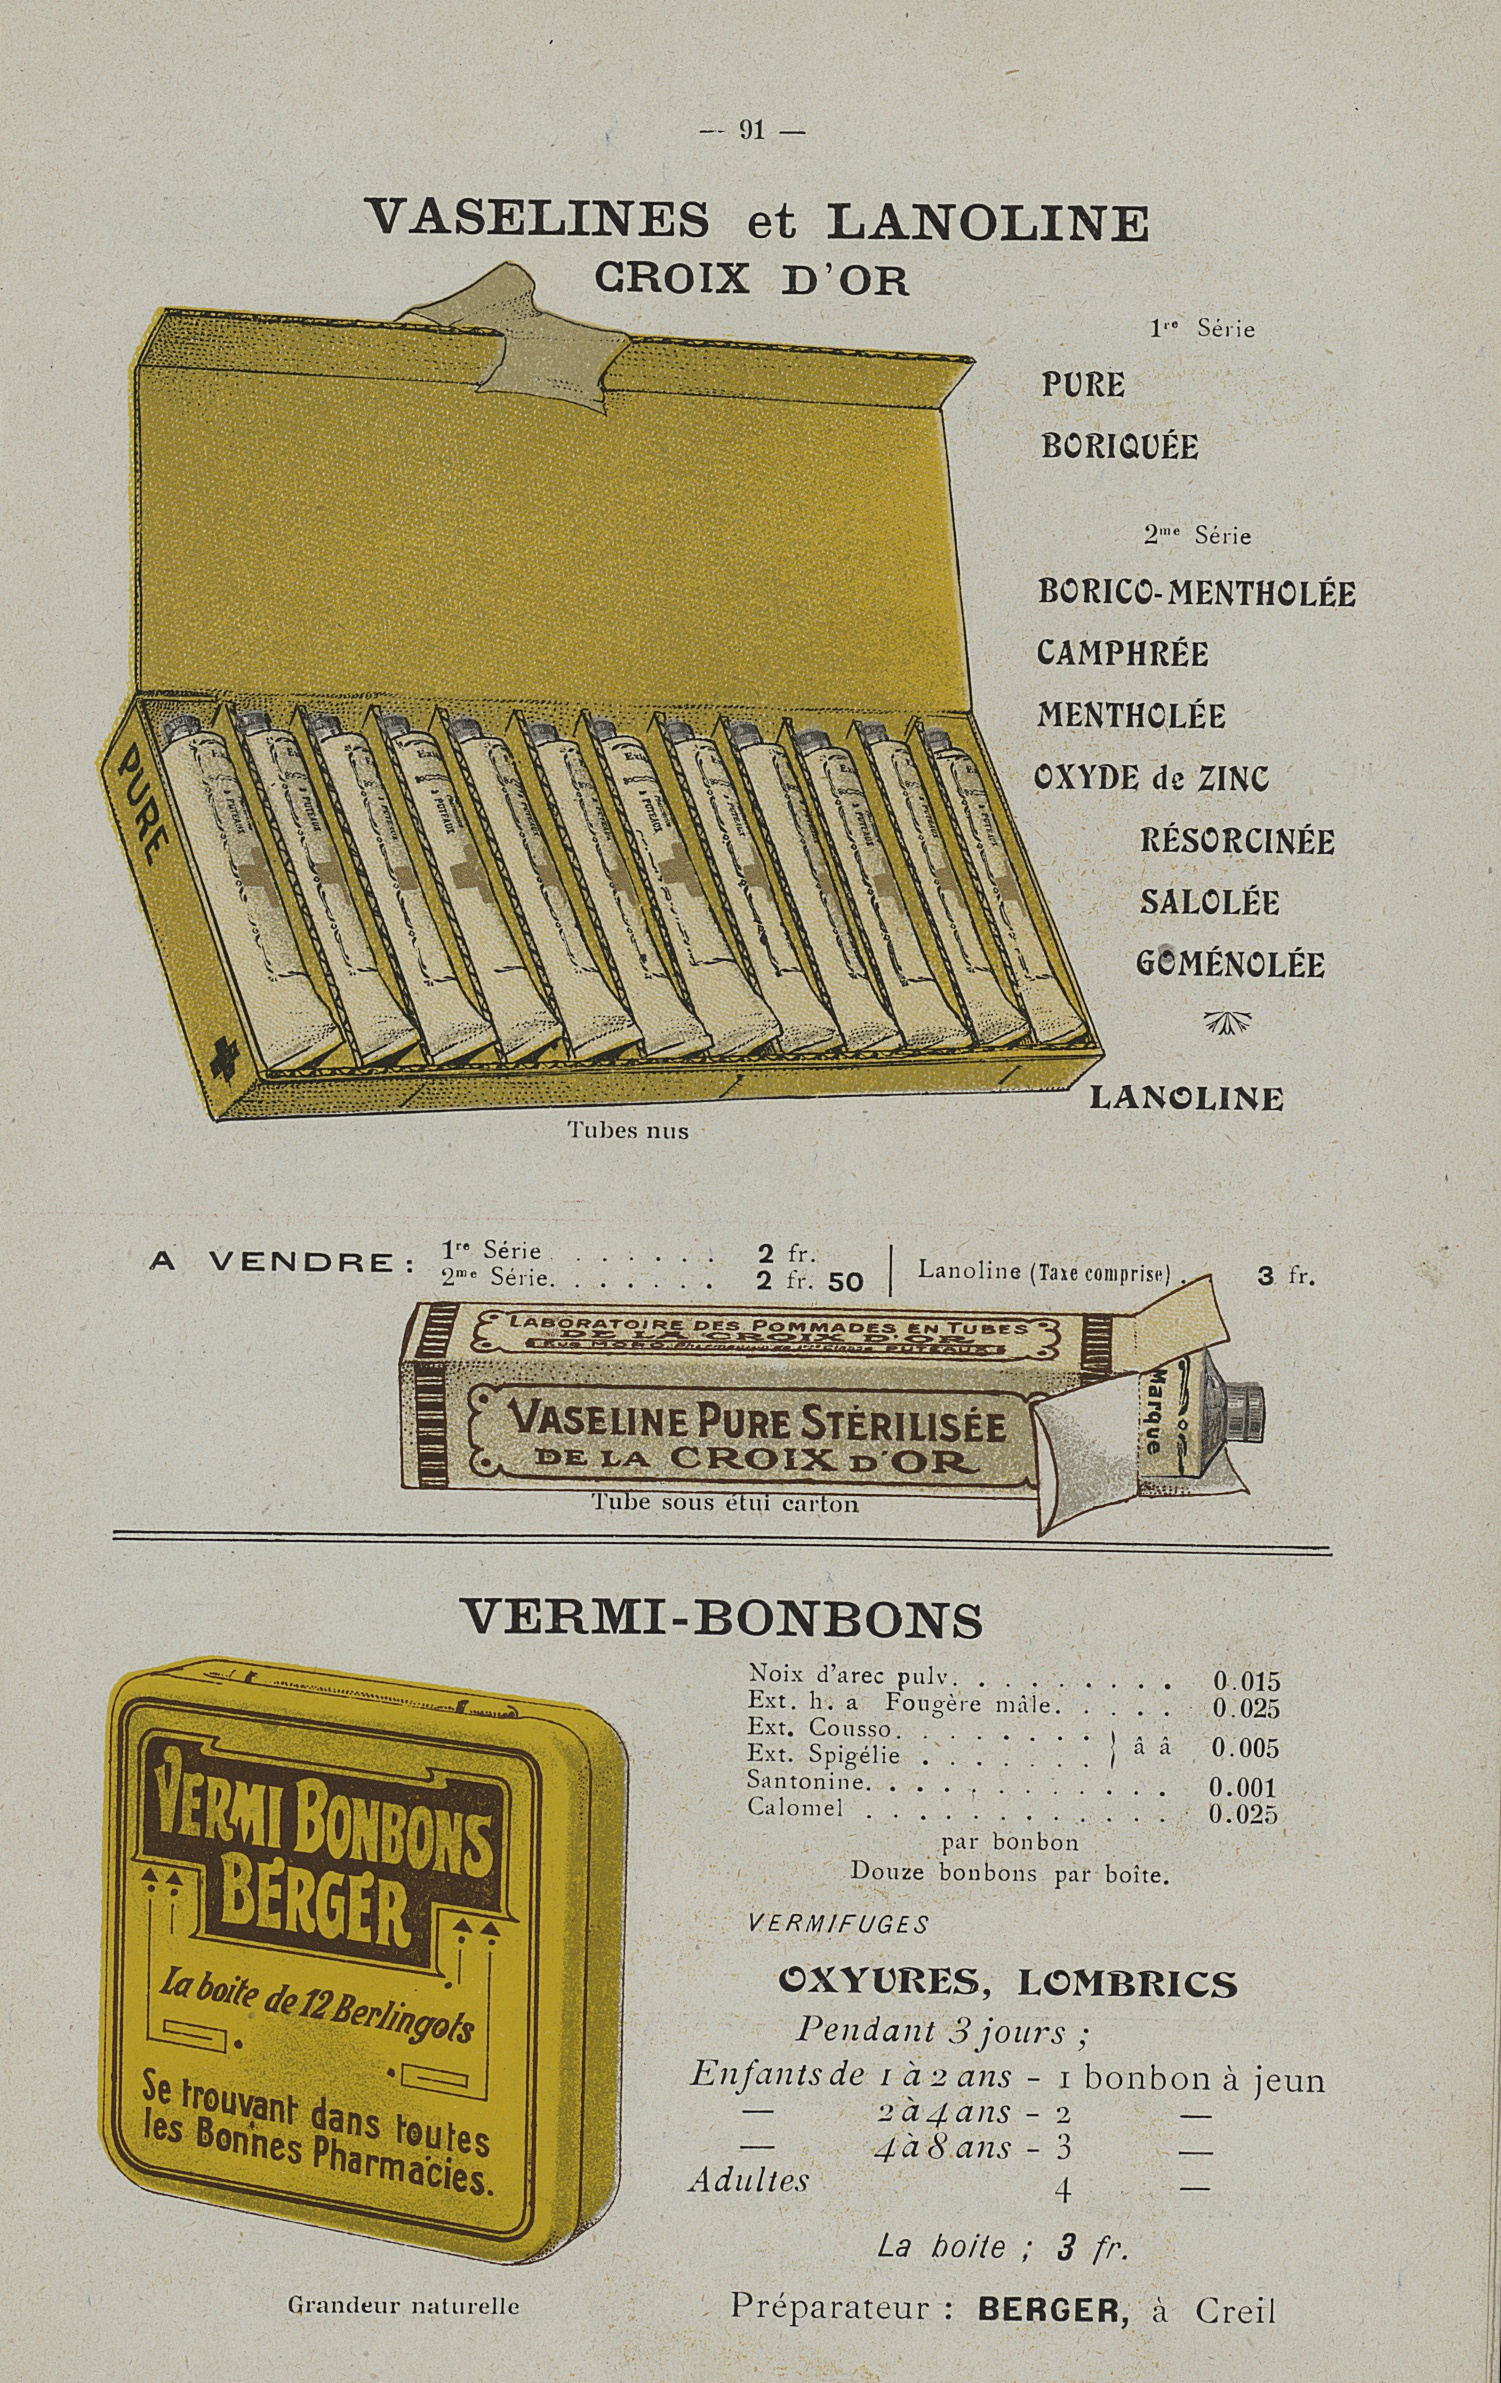 — 91 —
VASELINES et LANOLINE
CROIX D'OR
1re Série
PURE
BORIQUÉE
2me Série
BORICO-MENTHOLÉE
CAMPHRÉE
MENTHOLÉE
OXYDE de ZINC
RÉSORCINÉE
SALOLÉE
GOMÉNOLÉE
LANOLINE
PURE
Tubes nus
A VENDRE : 1re Série . . . . . . . 2 fr.
2me Série. . . . . . . . 2 fr. 50
Lanoline (Taxe comprise) . 3 fr.
LABORATOIRE DES POMMADES EN TUBES
DE LA CROIX D'OR
PUTEAUX
VASELINE PURE STÉRILISÉE
DE LA CROIX D'OR
Marque
Tube sous étui carton
VERMI-BONBONS
Noix d'arec pulv. . . . . . . . . . 0.015
Ext. h. a Fougère mâle. . . . . . 0.025
Ext. Cousso. . . . . . . . .
Ext. Spigélie . . . . . . . } â â 0.005
Santonine. . . . . . . . . . . . 0.001
Calomel . . . . . . . . . . . . 0.025
par bonbon
Douze bonbons par boîte.
VERMIFUGES
OXYURES, LOMBRICS
Pendant 3 jours ;
Enfants de 1 à 2 ans - 1 bonbon à jeun
— 2 à 4 ans - 2 —
— 4 à 8 ans - 3 —
Adultes 4 —
La boite ; 3 fr.
Préparateur : BERGER, à Creil
VERMI BONBONS
BERGER
La boite de 12 Berlingots
Se trouvant dans toutes
les Bonnes Pharmacies.
Grandeur naturelle